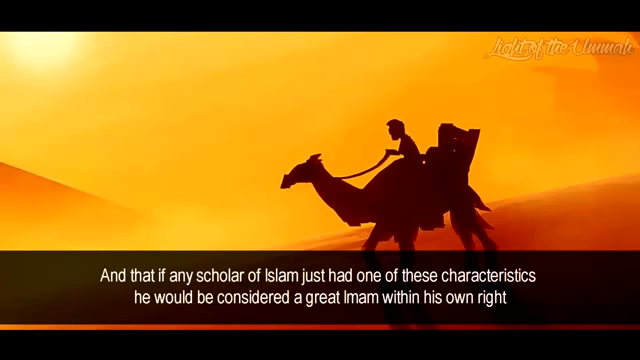 Light of the Ummah
And that if any scholar of Islam just had one of these characteristics
he would be considered a great Imam within his own right